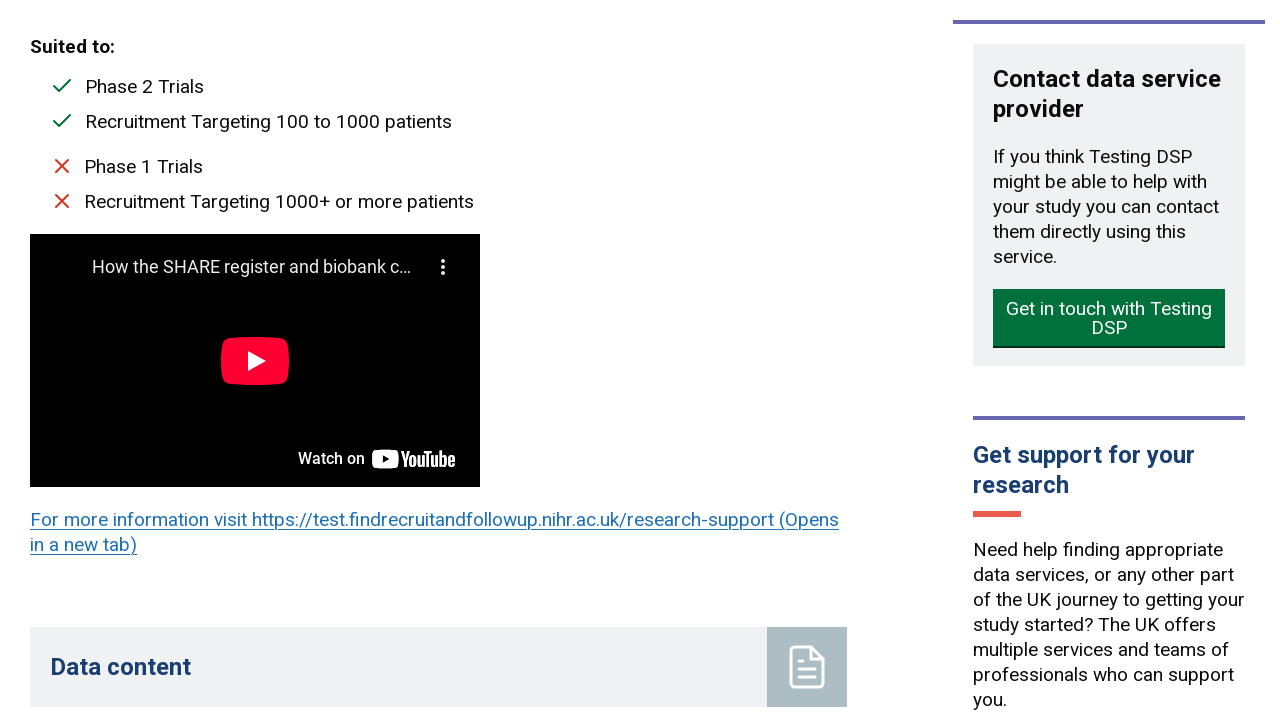 Suited to:
Phase 2 Trials
Recruitment Targeting 100 to 1000 patients
Phase 1 Trials
Recruitment Targeting 1000+ or more patients
How the SHARE register and biobank c...
Watch on YouTube
For more information visit https://test.findrecruitandfollowup.nihr.ac.uk/research-support (Opens
in a new tab)
Data content
Contact data service
provider
If you think Testing DSP
might be able to help with
your study you can contact
them directly using this
service.
Get in touch with Testing
DSP
Get support for your
research
Need help finding appropriate
data services, or any other part
of the UK journey to getting your
study started? The UK offers
multiple services and teams of
professionals who can support
you.